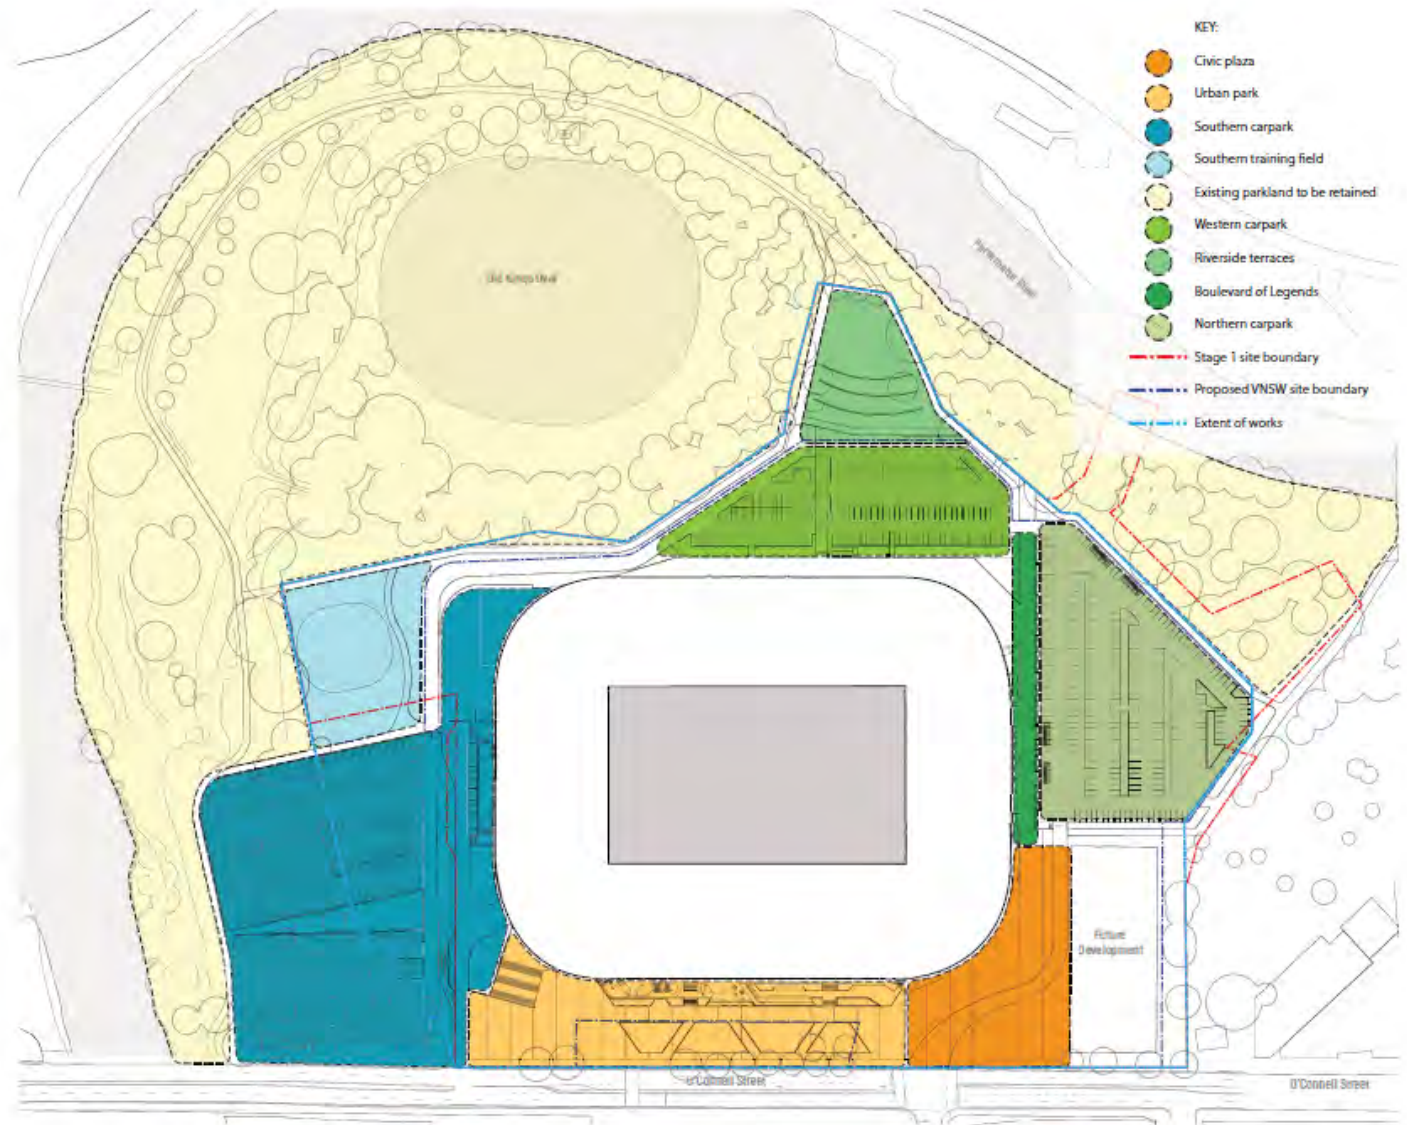 KEY:
Civic plaza
Urban park
Southern carpark
Southern training field
Existing parkland to be retained
Western carpark
Riverside terraces
Boulevard of Legends
Northern carpark
Stage 1 site boundary
Proposed VNSW site boundary
Extent of works
Old Kings Oval
Future
Development
O'Connell Street
O'Connell Street